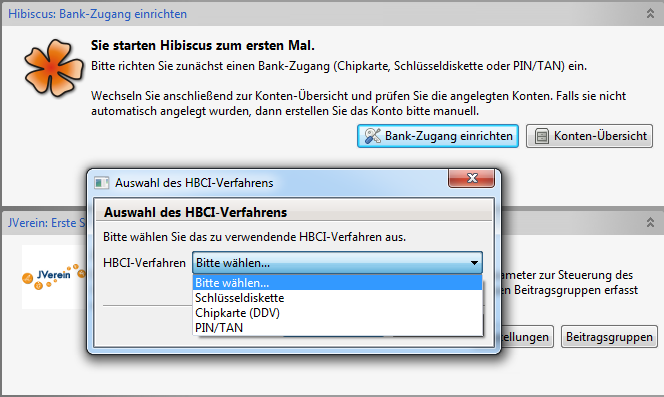 Hibiscus: Bank-Zugang einrichten
Sie starten Hibiscus zum ersten Mal.
Bitte richten Sie zunächst einen Bank-Zugang (Chipkarte, Schlüsseldiskette oder PIN/TAN) ein.
Wechseln Sie anschließend zur Konten-Übersicht und prüfen Sie die angelegten Konten. Falls sie nicht
automatisch angelegt wurden, dann erstellen Sie das Konto bitte manuell.
Bank-Zugang einrichten
Konten-Übersicht
Auswahl des HBCI-Verfahrens
Auswahl des HBCI-Verfahrens
Bitte wählen Sie das zu verwendende HBCI-Verfahren aus.
HBCI-Verfahren Bitte wählen...
Bitte wählen...
Schlüsseldiskette
Chipkarte (DDV)
PIN/TAN
JVerein: Erste S
JVerein
ameter zur Steuerung des
en Beitragsgruppen erfasst
ellungen
Beitragsgruppen